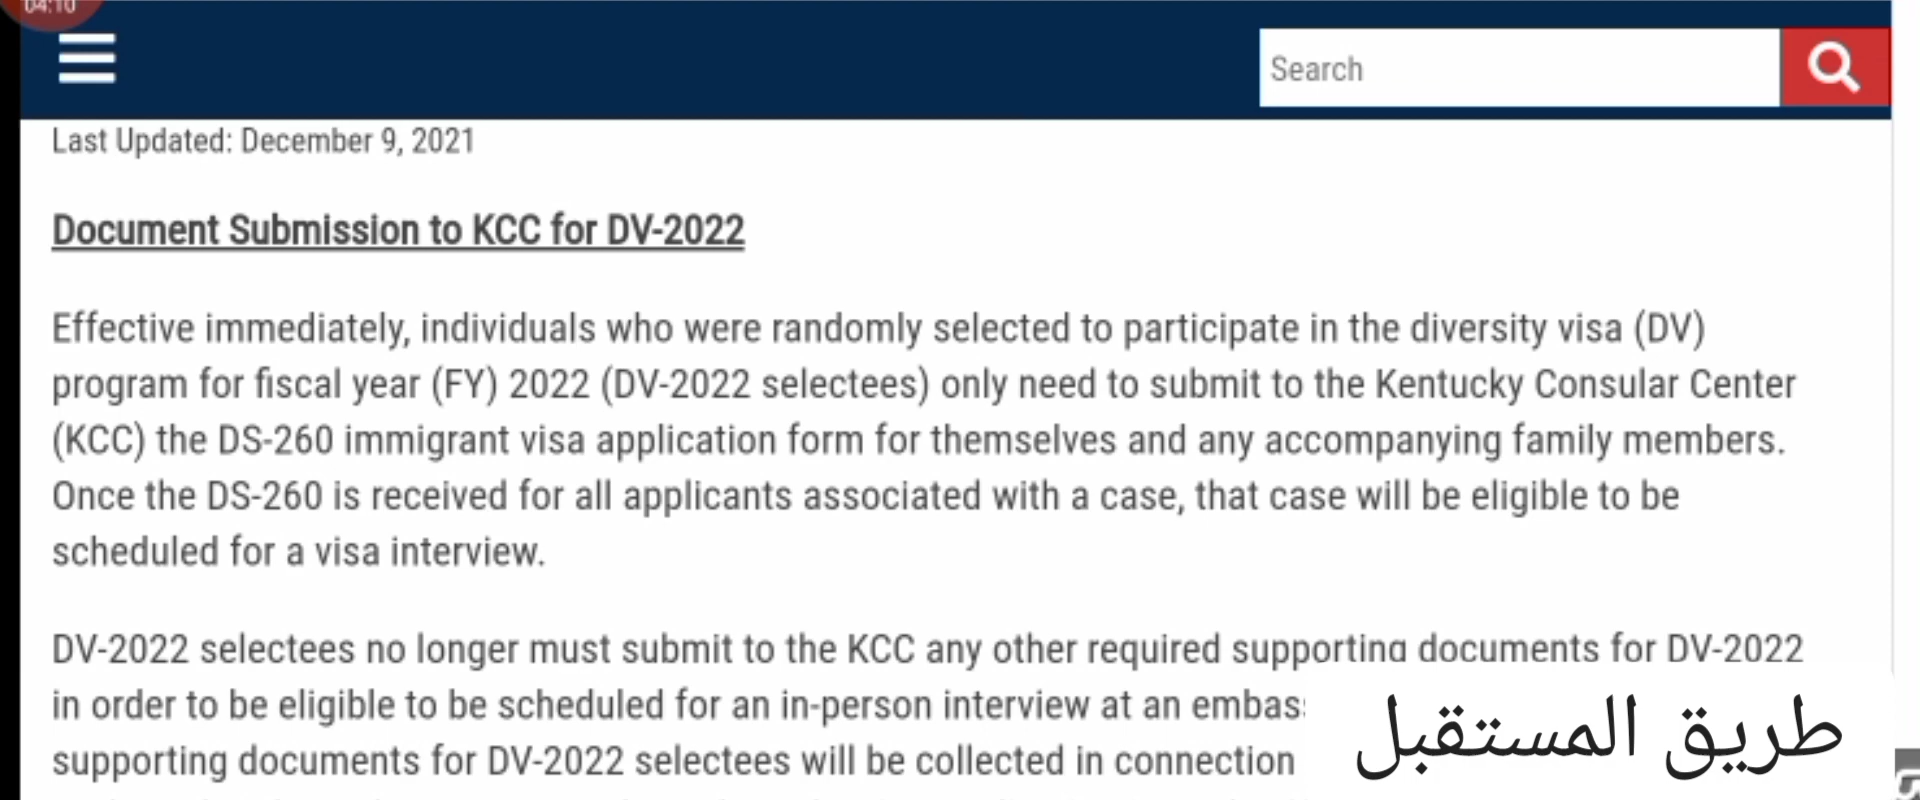 04:10
Search
Last Updated: December 9, 2021
Document Submission to KCC for DV-2022
Effective immediately, individuals who were randomly selected to participate in the diversity visa (DV)
program for fiscal year (FY) 2022 (DV-2022 selectees) only need to submit to the Kentucky Consular Center
(KCC) the DS-260 immigrant visa application form for themselves and any accompanying family members.
Once the DS-260 is received for all applicants associated with a case, that case will be eligible to be
scheduled for a visa interview.
DV-2022 selectees no longer must submit to the KCC any other required supporting documents for DV-2022
in order to be eligible to be scheduled for an in-person interview at an
supporting documents for DV-2022 selectees will be collected in connection
طريق المستقبل